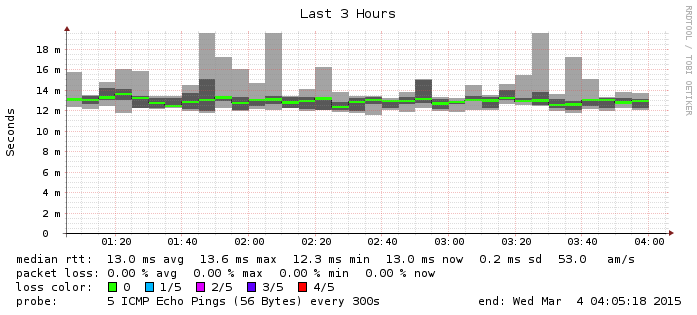 Last 3 Hours
RRDTOOL / TOBI OETIKER
Seconds
18 m
16 m
14 m
12 m
10 m
8 m
6 m
4 m
2 m
0
01:20 01:40 02:00 02:20 02:40 03:00 03:20 03:40 04:00
median rtt: 13.0 ms avg 13.6 ms max 12.3 ms min 13.0 ms now 0.2 ms sd 53.0 am/s
packet loss: 0.00 % avg 0.00 % max 0.00 % min 0.00 % now
loss color: 0 1/5 2/5 3/5 4/5
probe: 5 ICMP Echo Pings (56 Bytes) every 300s end: Wed Mar 4 04:05:18 2015